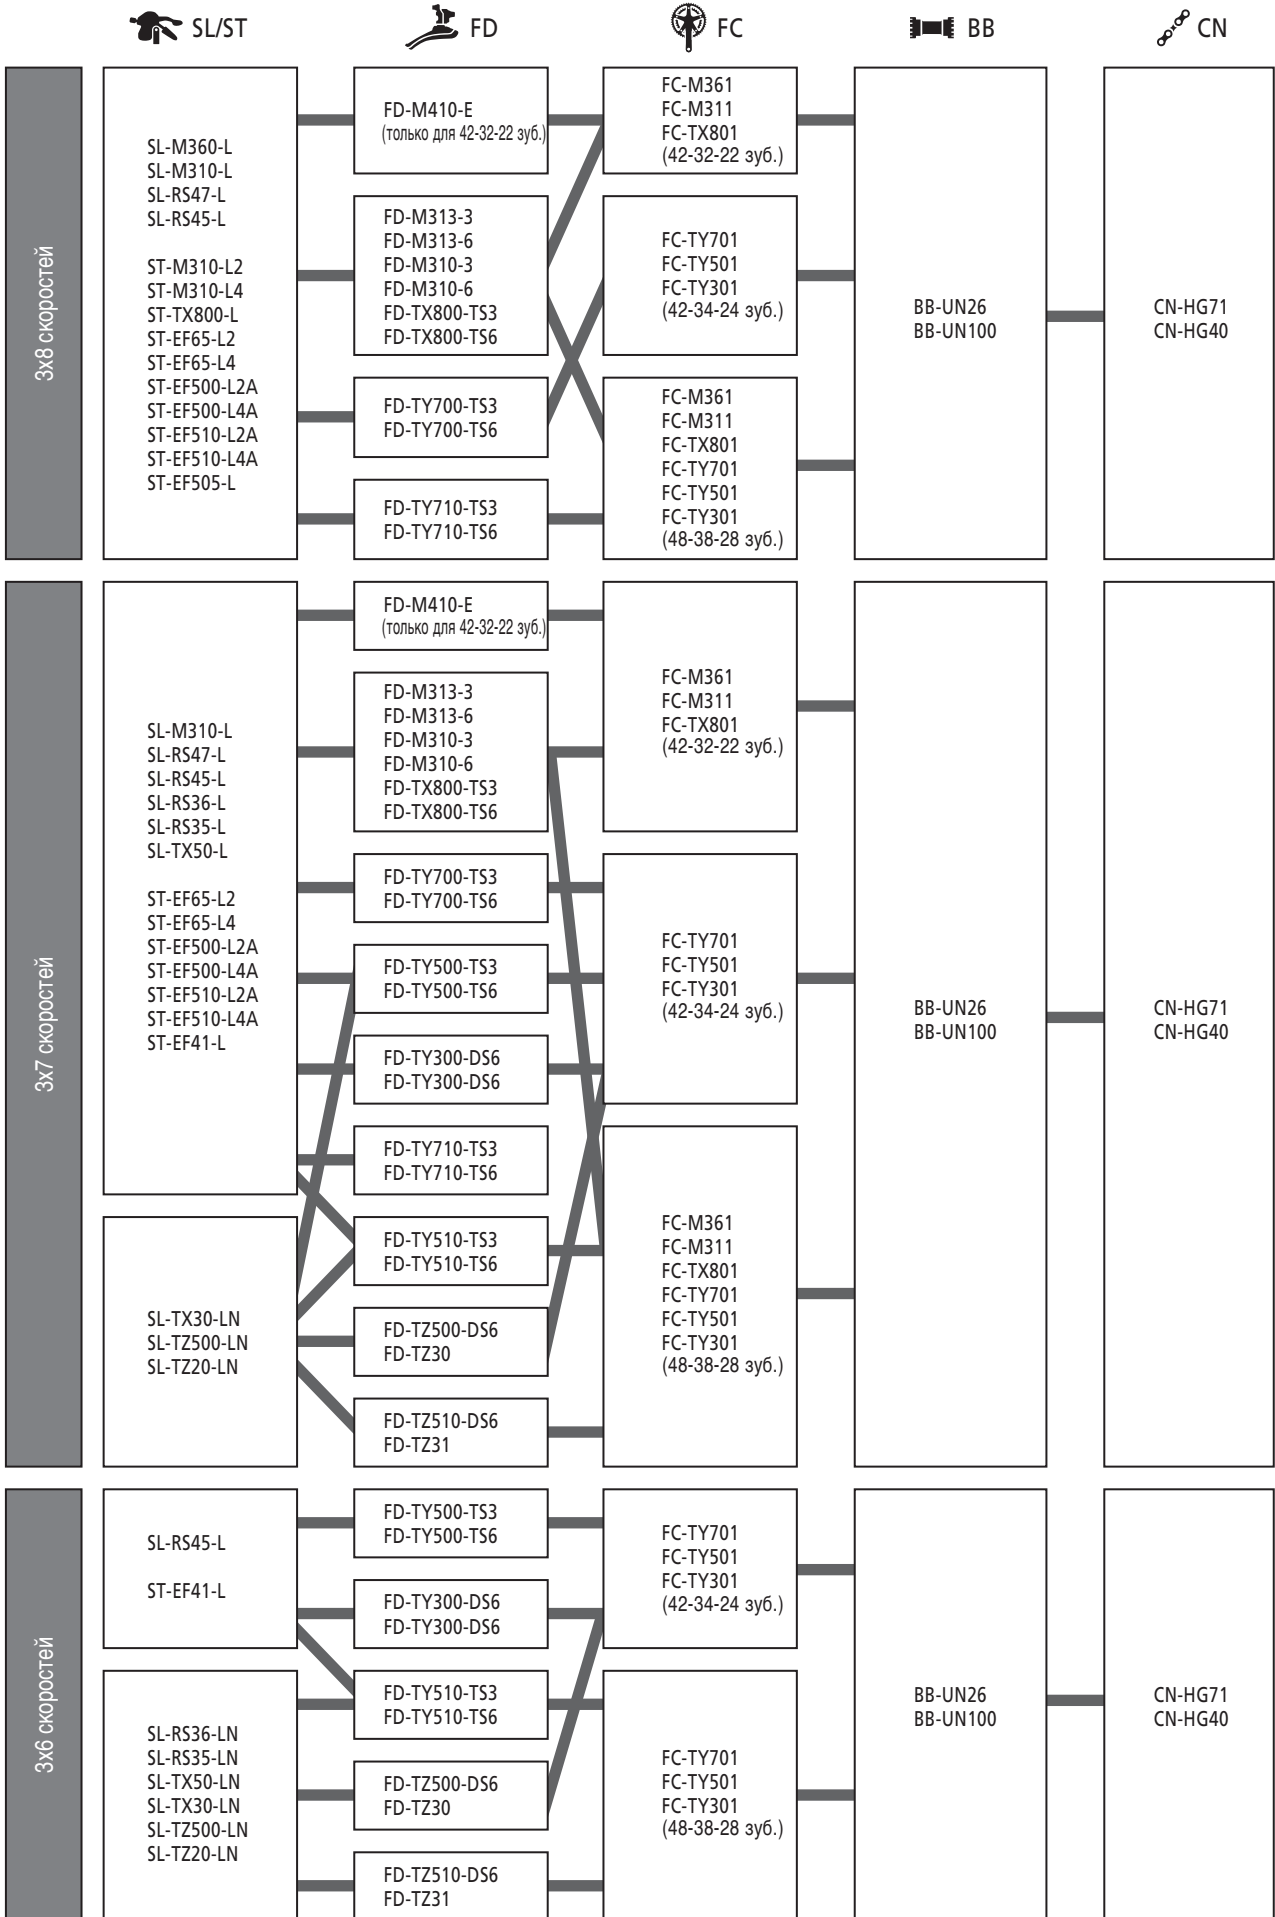 SL/ST
FD
FC
BB
CN
3x8 скоростей
SL-M360-L
SL-M310-L
SL-RS47-L
SL-RS45-L
ST-M310-L2
ST-M310-L4
ST-TX800-L
ST-EF65-L2
ST-EF65-L4
ST-EF500-L2A
ST-EF500-L4A
ST-EF510-L2A
ST-EF510-L4A
ST-EF505-L
FD-M410-E
(только для 42-32-22 зуб.)
FD-M313-3
FD-M313-6
FD-M310-3
FD-M310-6
FD-TX800-TS3
FD-TX800-TS6
FD-TY700-TS3
FD-TY700-TS6
FD-TY710-TS3
FD-TY710-TS6
FC-M361
FC-M311
FC-TX801
(42-32-22 зуб.)
FC-TY701
FC-TY501
FC-TY301
(42-34-24 зуб.)
FC-M361
FC-M311
FC-TX801
FC-TY701
FC-TY501
FC-TY301
(48-38-28 зуб.)
BB-UN26
BB-UN100
CN-HG71
CN-HG40
3x7 скоростей
SL-M310-L
SL-RS47-L
SL-RS45-L
SL-RS36-L
SL-RS35-L
SL-TX50-L
ST-EF65-L2
ST-EF65-L4
ST-EF500-L2A
ST-EF500-L4A
ST-EF510-L2A
ST-EF510-L4A
ST-EF41-L
SL-TX30-LN
SL-TZ500-LN
SL-TZ20-LN
FD-M410-E
(только для 42-32-22 зуб.)
FD-M313-3
FD-M313-6
FD-M310-3
FD-M310-6
FD-TX800-TS3
FD-TX800-TS6
FD-TY700-TS3
FD-TY700-TS6
FD-TY500-TS3
FD-TY500-TS6
FD-TY300-DS6
FD-TY300-DS6
FD-TY710-TS3
FD-TY710-TS6
FD-TY510-TS3
FD-TY510-TS6
FD-TZ500-DS6
FD-TZ30
FD-TZ510-DS6
FD-TZ31
FC-M361
FC-M311
FC-TX801
(42-32-22 зуб.)
FC-TY701
FC-TY501
FC-TY301
(42-34-24 зуб.)
FC-M361
FC-M311
FC-TX801
FC-TY701
FC-TY501
FC-TY301
(48-38-28 зуб.)
BB-UN26
BB-UN100
CN-HG71
CN-HG40
3x6 скоростей
SL-RS45-L
ST-EF41-L
SL-RS36-LN
SL-RS35-LN
SL-TX50-LN
SL-TX30-LN
SL-TZ500-LN
SL-TZ20-LN
FD-TY500-TS3
FD-TY500-TS6
FD-TY300-DS6
FD-TY300-DS6
FD-TY510-TS3
FD-TY510-TS6
FD-TZ500-DS6
FD-TZ30
FD-TZ510-DS6
FD-TZ31
FC-TY701
FC-TY501
FC-TY301
(42-34-24 зуб.)
FC-TY701
FC-TY501
FC-TY301
(48-38-28 зуб.)
BB-UN26
BB-UN100
CN-HG71
CN-HG40